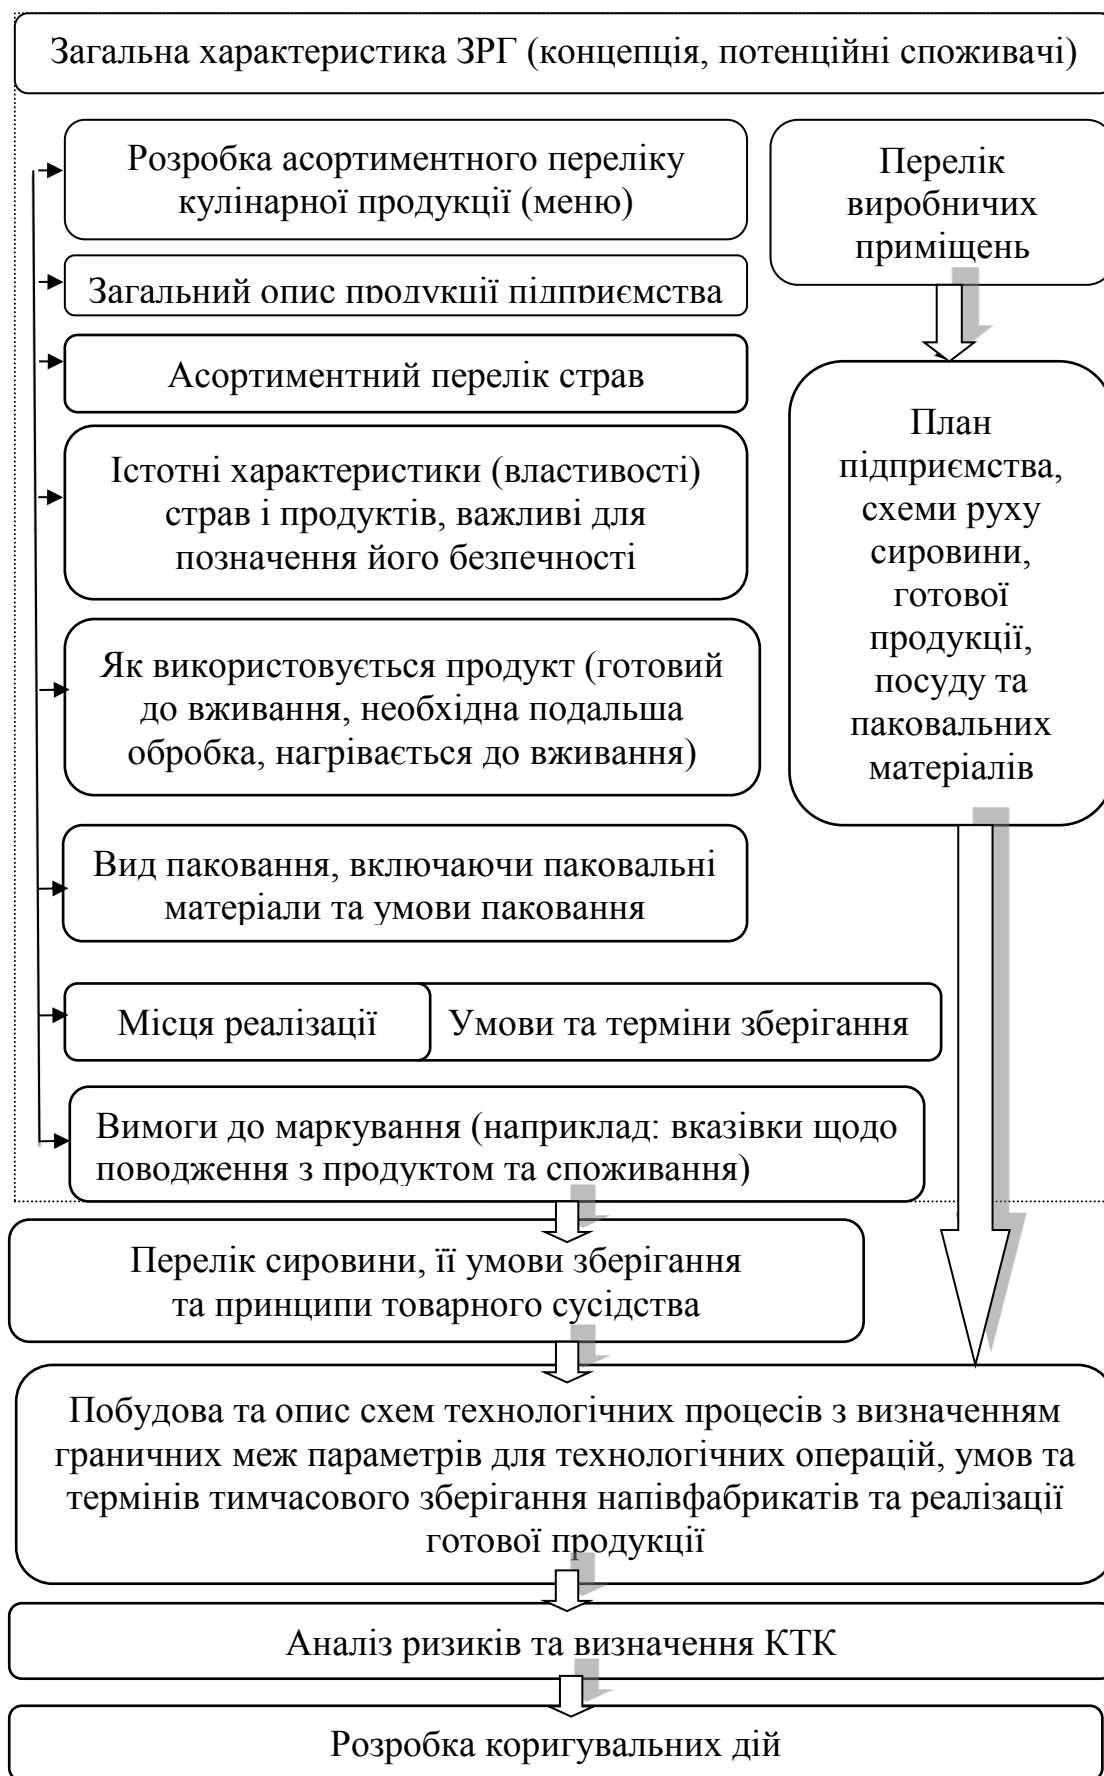 Загальна характеристика ЗРГ (концепція, потенційні споживачі)
Розробка асортиментного переліку
кулінарної продукції (меню)
Загальний опис продукції підприємства
Асортиментний перелік страв
Істотні характеристики (властивості)
страв і продуктів, важливі для
позначення його безпечності
Як використовується продукт (готовий
до вживання, необхідна подальша
обробка, нагрівається до вживання)
Вид паковання, включаючи паковальні
матеріали та умови паковання
Місця реалізації
Умови та терміни зберігання
Вимоги до маркування (наприклад: вказівки щодо
поводження з продуктом та споживання)
Перелік
виробничих
приміщень
План
підприємства,
схеми руху
сировини,
готової
продукції,
посуду та
паковальних
матеріалів
Перелік сировини, її умови зберігання
та принципи товарного сусідства
Побудова та опис схем технологічних процесів з визначенням
граничних меж параметрів для технологічних операцій, умов та
термінів тимчасового зберігання напівфабрикатів та реалізації
готової продукції
Аналіз ризиків та визначення КТК
Розробка коригувальних дій